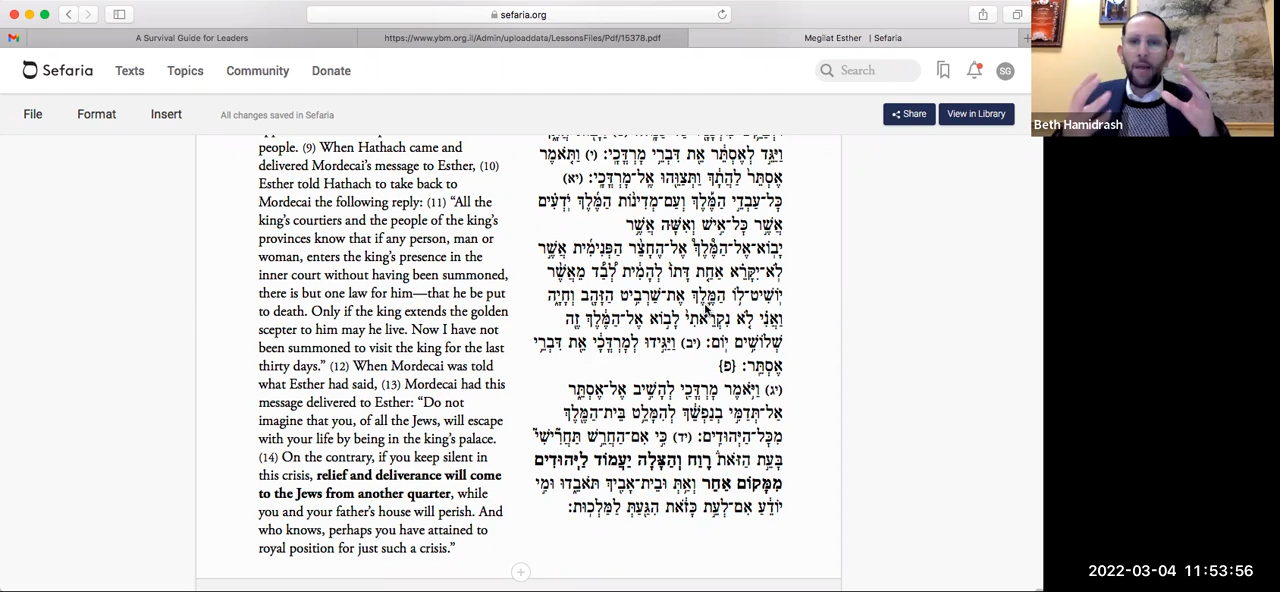 sefaria.org
A Survival Guide for Leaders
https://www.ybm.org.il/Admin/uploaddata/LessonsFiles/Pdf/15378.pdf
Megilat Esther | Sefaria
Sefaria
Texts
Topics
Community
Donate
Search
SG
File
Format
Insert
All changes saved in Sefaria
Share
View in Library
Beth Hamidrash
people. (9) When Hathach came and
delivered Mordecai’s message to Esther, (10)
Esther told Hathach to take back to
Mordecai the following reply: (11) “All the
king’s courtiers and the people of the king’s
provinces know that if any person, man or
woman, enters the king’s presence in the
inner court without having been summoned,
there is but one law for him—that he be put
to death. Only if the king extends the golden
scepter to him may he live. Now I have not
been summoned to visit the king for the last
thirty days.” (12) When Mordecai was told
what Esther had said, (13) Mordecai had this
message delivered to Esther: “Do not
imagine that you, of all the Jews, will escape
with your life by being in the king’s palace.
(14) On the contrary, if you keep silent in
this crisis, relief and deliverance will come
to the Jews from another quarter, while
you and your father’s house will perish. And
who knows, perhaps you have attained to
royal position for just such a crisis.”
וַיַּגֵּ֣ד לְאֶסְתֵּ֔ר אֵ֖ת דִּבְרֵ֥י מָרְדֳּכָֽי׃ (י) וַתֹּ֤אמֶר
אֶסְתֵּר֙ לַהֲתָ֔ךְ וַתְּצַוֵּ֖הוּ אֶֽל־מָרְדֳּכָֽי׃ (יא)
כׇּל־עַבְדֵ֣י הַמֶּ֡לֶךְ וְעַם־מְדִינ֨וֹת הַמֶּ֜לֶךְ יֽוֹדְעִ֗ים
אֲשֶׁ֣ר כׇּל־אִ֣ישׁ וְאִשָּׁ֡ה אֲשֶׁ֣ר
יָבֽוֹא־אֶל־הַמֶּ֩לֶךְ֩ אֶל־הֶחָצֵ֨ר הַפְּנִימִ֜ית אֲשֶׁ֣ר
לֹֽא־יִקָּרֵ֗א אַחַ֤ת דָּתוֹ֙ לְהָמִ֔ית לְ֠בַ֠ד מֵאֲשֶׁ֨ר
יֽוֹשִׁיט־ל֥וֹ הַמֶּ֛לֶךְ אֶת־שַׁרְבִ֥יט הַזָּהָ֖ב וְחָיָ֑ה
וַאֲנִ֗י לֹ֤א נִקְרֵ֙אתי֙ לָב֣וֹא אֶל־הַמֶּ֔לֶךְ זֶ֖ה
שְׁלוֹשִׁ֥ים יֽוֹם׃ (יב) וַיַּגִּ֣ידוּ לְמׇרְדֳּכָ֔י אֵ֖ת דִּבְרֵ֥י
אֶסְתֵּֽר׃ {פ}
(יג) וַיֹּ֥אמֶר מׇרְדֳּכַ֖י לְהָשִׁ֣יב אֶל־אֶסְתֵּ֑ר
אַל־תְּדַמִּ֣י בְנַפְשֵׁ֔ךְ לְהִמָּלֵ֥ט בֵּית־הַמֶּ֖לֶךְ
מִכׇּל־הַיְּהוּדִֽים׃ (יד) כִּ֣י אִם־הַחֲרֵ֣שׁ תַּחֲרִ֘ישִׁי֮
בָּעֵ֣ת הַזֹּאת֒ רֶ֣וַח וְהַצָּלָ֞ה יַעֲמ֤וֹד לַיְּהוּדִים֙
מִמָּק֣וֹם אַחֵ֔ר וְאַ֥תְּ וּבֵית־אָבִ֖יךְ תֹּאבֵ֑דוּ וּמִ֣י
יוֹדֵ֔עַ אִם־לְעֵ֣ת כָּזֹ֔את הִגַּ֖עַתְּ לַמַּלְכֽוּת׃
2022-03-04 11:53:56